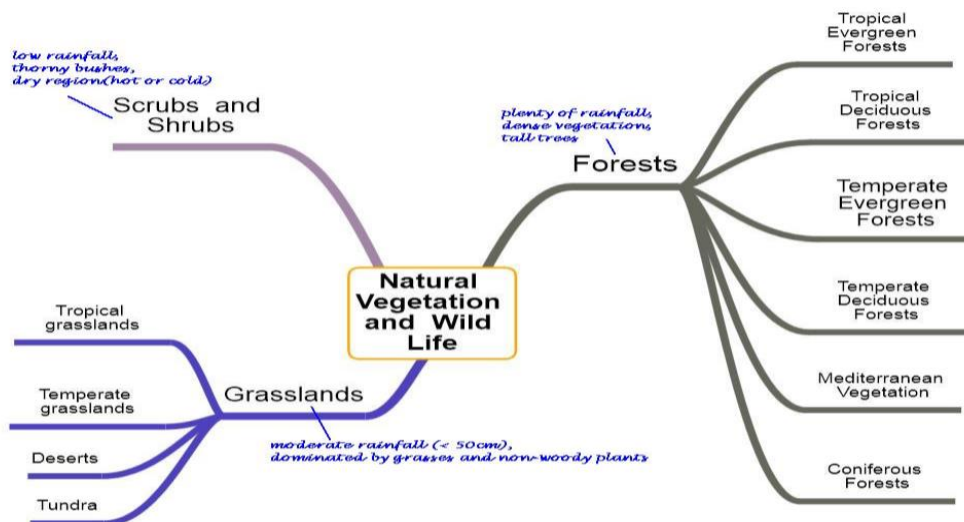 low rainfall,
thorny bushes,
dry region(hot or cold)
Scrubs and
Shrubs
plenty of rainfall,
dense vegetation,
tall trees
Forests
Tropical
Evergreen
Forests
Tropical
Deciduous
Forests
Temperate
Evergreen
Forests
Temperate
Deciduous
Forests
Mediterranean
Vegetation
Coniferous
Forests
Natural
Vegetation
and Wild
Life
Grasslands
moderate rainfall (< 50cm),
dominated by grasses and non-woody plants
Tropical
grasslands
Temperate
grasslands
Deserts
Tundra